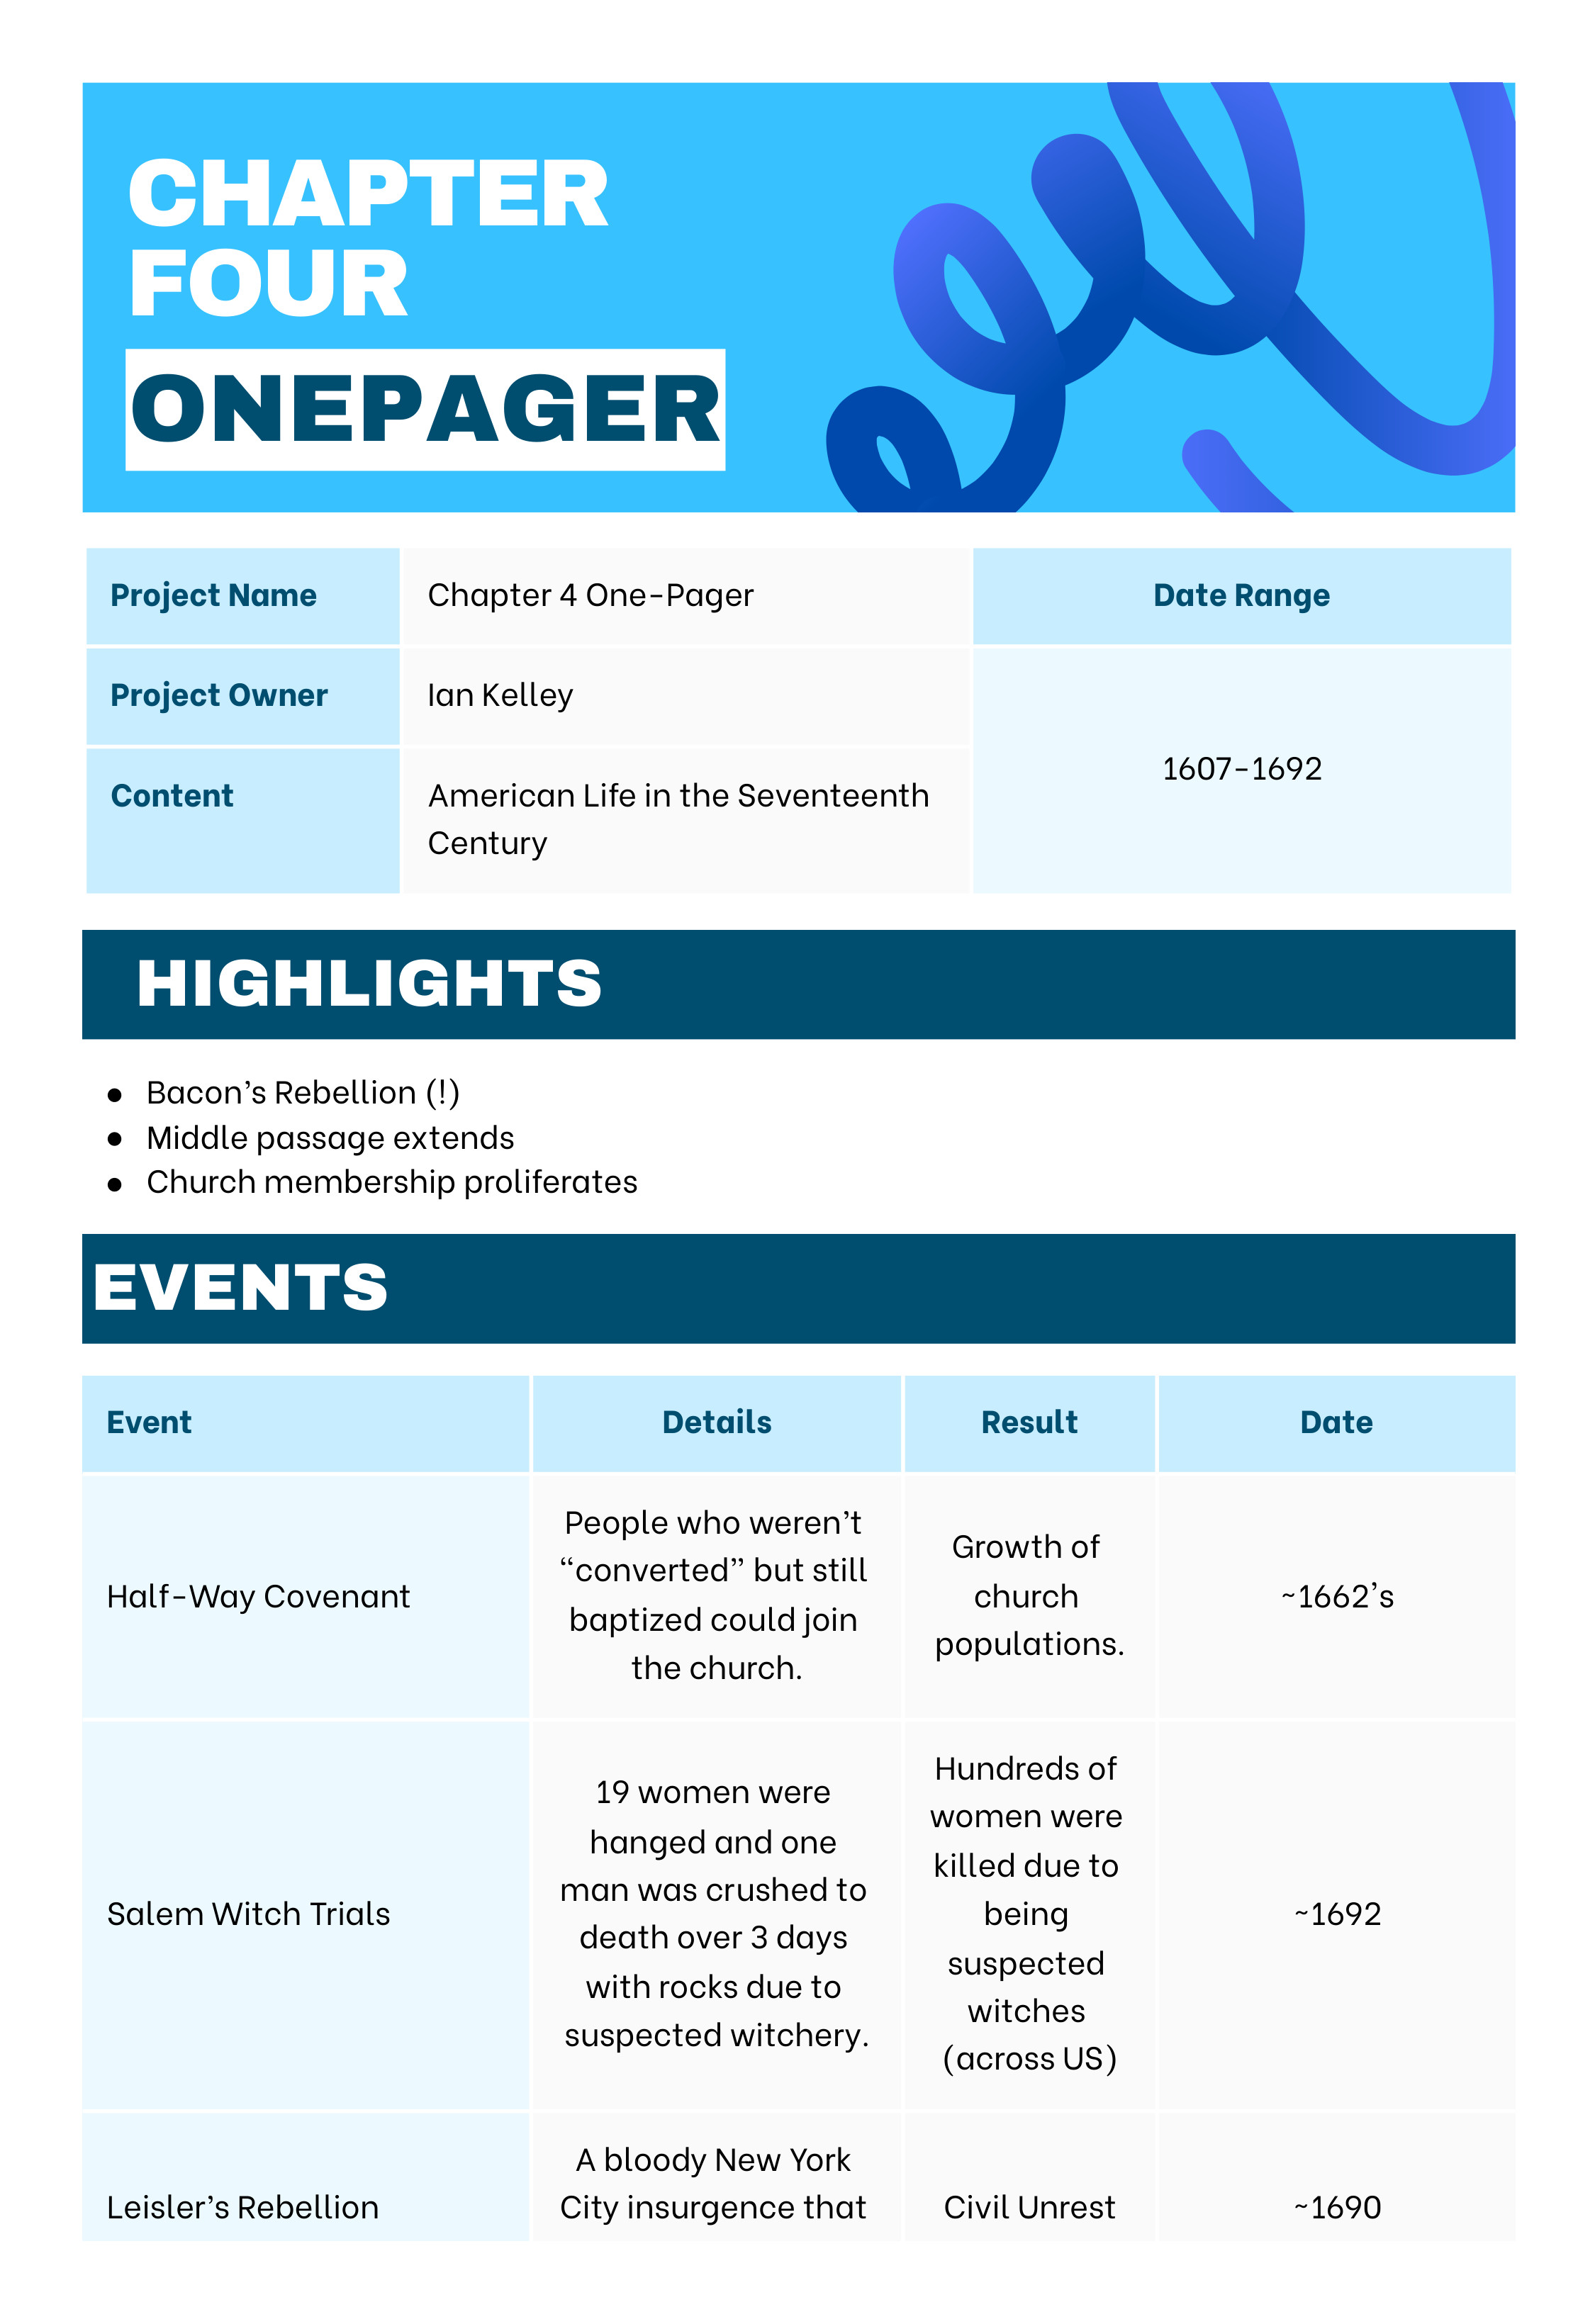 CHAPTER
FOUR
ONEPAGER
Project Name
Chapter 4 One-Pager
Date Range
Project Owner
Ian Kelley
1607-1692
Content
American Life in the Seventeenth
Century
HIGHLIGHTS
● Bacon's Rebellion (!)
● Middle passage extends
● Church membership proliferates
EVENTS
Event
Details
Result
Date
Half-Way Covenant
People who weren't
“converted” but still
baptized could join
the church.
Growth of
church
populations.
~1662's
Salem Witch Trials
19 women were
hanged and one
man was crushed to
death over 3 days
with rocks due to
suspected witchery.
Hundreds of
women were
killed due to
being
suspected
witches
(across US)
~1692
Leisler's Rebellion
A bloody New York
City insurgence that
Civil Unrest
~1690